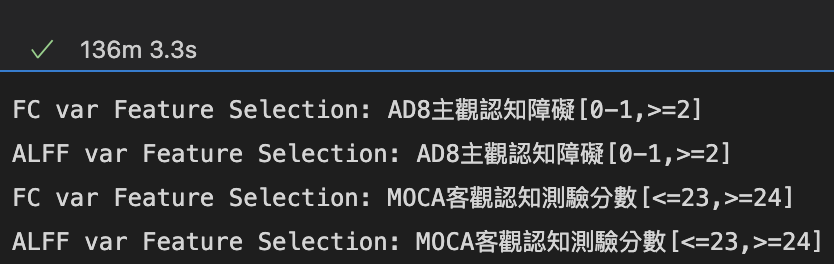 136m 3.3s
FC var Feature Selection: AD8主觀認知障礙[0-1,>=2]
ALFF var Feature Selection: AD8主觀認知障礙[0-1,>=2]
FC var Feature Selection: MOCA客觀認知測驗分數[<=23,>=24]
ALFF var Feature Selection: MOCA客觀認知測驗分數[<=23,>=24]